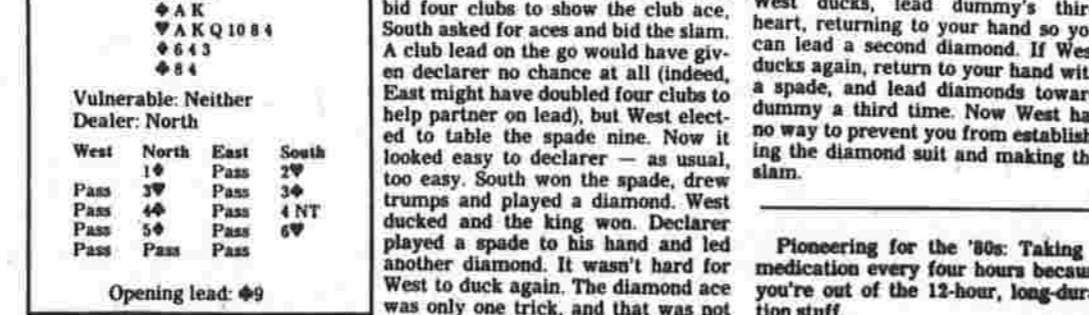 ♠ A K
♥ A K Q 10 8 4
♦ 6 4 3
♣ 8 4
Vulnerable: Neither
Dealer: North
West North East South
1♦ Pass 2♥
Pass 3♥ Pass 3♠
Pass 4♣ Pass 4 NT
Pass 5♦ Pass 6♥
Pass Pass Pass
Opening lead: ♠9
bid four clubs to show the club ace,
South asked for aces and bid the slam.
A club lead on the go would have giv-
en declarer no chance at all (indeed,
East might have doubled four clubs to
help partner on lead), but West elect-
ed to table the spade nine. Now it
looked easy to declarer — as usual,
too easy. South won the spade, drew
trumps and played a diamond. West
ducked and the king won. Declarer
played a spade to his hand and led
another diamond. It wasn't hard for
West to duck again. The diamond ace
was only one trick, and that was not
West ducks, lead dummy's thir
heart, returning to your hand so yo
can lead a second diamond. If Wes
ducks again, return to your hand wit
a spade, and lead diamonds towar
dummy a third time. Now West ha
no way to prevent you from establis
ing the diamond suit and making th
slam.
Pioneering for the '80s: Taking
medication every four hours becau
you're out of the 12-hour, long-dur
tion stuff.